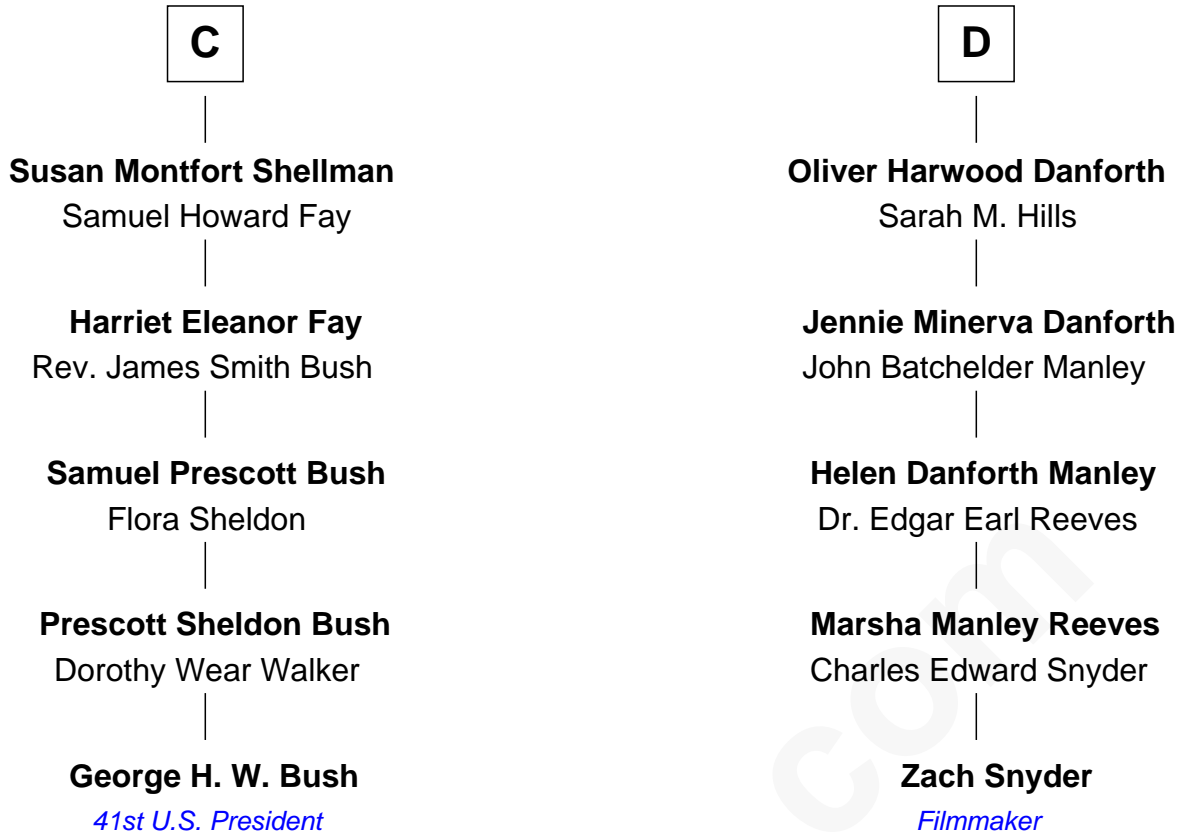 C
Susan Montfort Shellman
Samuel Howard Fay
Harriet Eleanor Fay
Rev. James Smith Bush
Samuel Prescott Bush
Flora Sheldon
Prescott Sheldon Bush
Dorothy Wear Walker
George H. W. Bush
41st U.S. President
D
Oliver Harwood Danforth
Sarah M. Hills
Jennie Minerva Danforth
John Batchelder Manley
Helen Danforth Manley
Dr. Edgar Earl Reeves
Marsha Manley Reeves
Charles Edward Snyder
Zach Snyder
Filmmaker
com